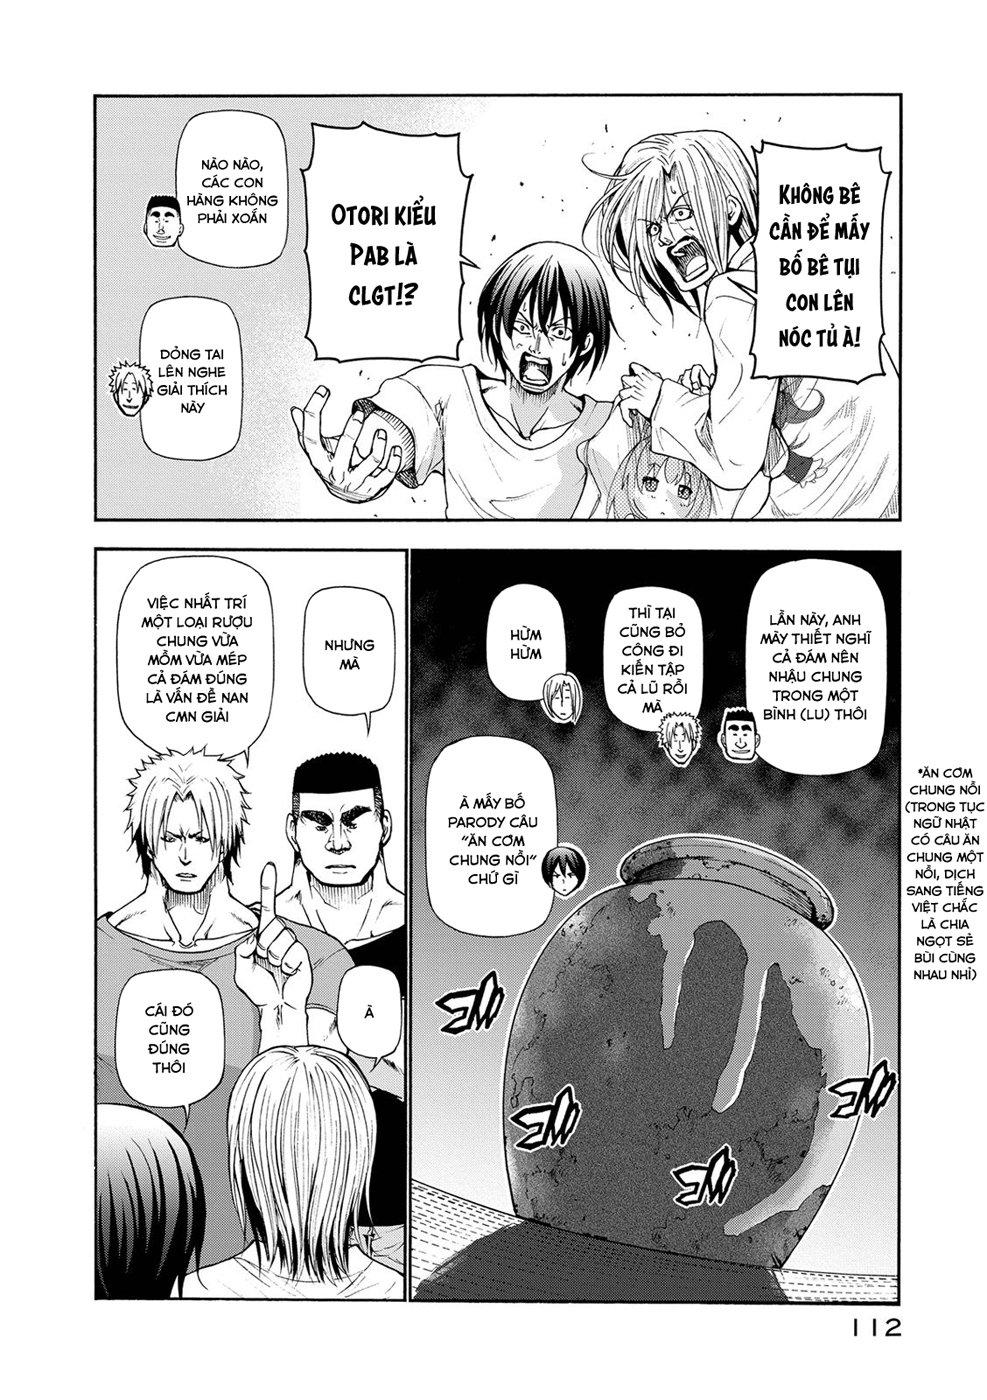 KHÔNG BÊ
CẦN ĐỂ MẤY
BỐ BÊ TỤI
CON LÊN
NÓC TỦ À!
OTORI KIỂU
PAB LÀ
CLGT!?
NÀO NÀO,
CÁC CON
HÀNG KHÔNG
PHẢI XOẮN
DỎNG TAI
LÊN NGHE
GIẢI THÍCH
NÀY
LẦN NÀY, ANH
MÀY THIẾT NGHĨ
CẢ ĐÁM NÊN
NHẬU CHUNG
TRONG MỘT
BÌNH (LU) THÔI
THÌ TẠI
CŨNG BỎ
CÔNG ĐI
KIẾN TẬP
CẢ LŨ RỒI
MÀ
HỪM
HỪM
À MẤY BỐ
PARODY CÂU
"ĂN CƠM
CHUNG NỒI"
CHỨ GÌ
*ĂN CƠM
CHUNG NỒI
(TRONG TỤC
NGỮ NHẬT
CÓ CÂU ĂN
CHUNG MỘT
NỒI, DỊCH
SANG TIẾNG
VIỆT CHẮC
LÀ CHIA
NGỌT SẺ
BÙI CÙNG
NHAU NHỈ)
NHƯNG
MÀ
VIỆC NHẤT TRÍ
MỘT LOẠI RƯỢU
CHUNG VỪA
MỒM VỪA MÉP
CẢ ĐÁM ĐÚNG
LÀ VẤN ĐỀ NAN
CMN GIẢI
À
CÁI ĐÓ
CŨNG
ĐÚNG
THÔI
112